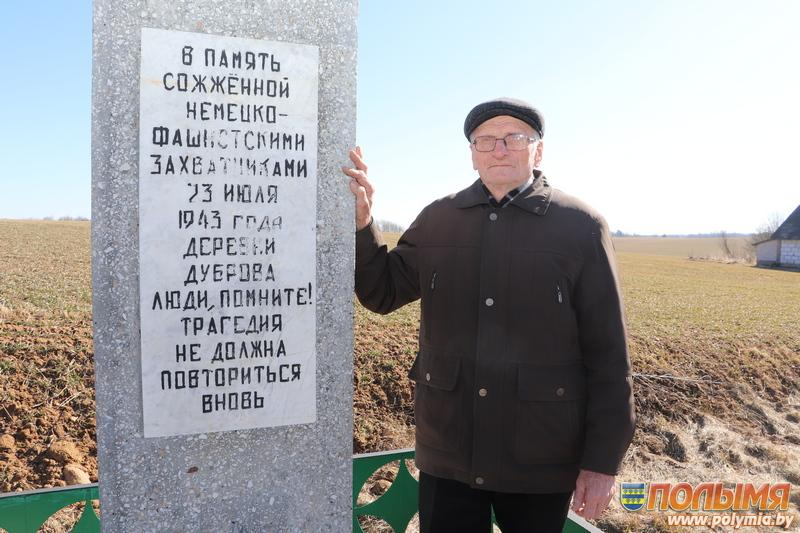 В ПАМЯТЬ
СОЖЖЁННОЙ
НЕМЕЦКО-
ФАШИСТСКИМИ
ЗАХВАТЧИКАМИ
23 ИЮЛЯ
1943 ГОДА
ДЕРЕВНИ
ДУБРОВА
ЛЮДИ, ПОМНИТЕ!
ТРАГЕДИЯ
НЕ ДОЛЖНА
ПОВТОРИТЬСЯ
ВНОВЬ
ПОЛЫМЯ
www.polymia.by